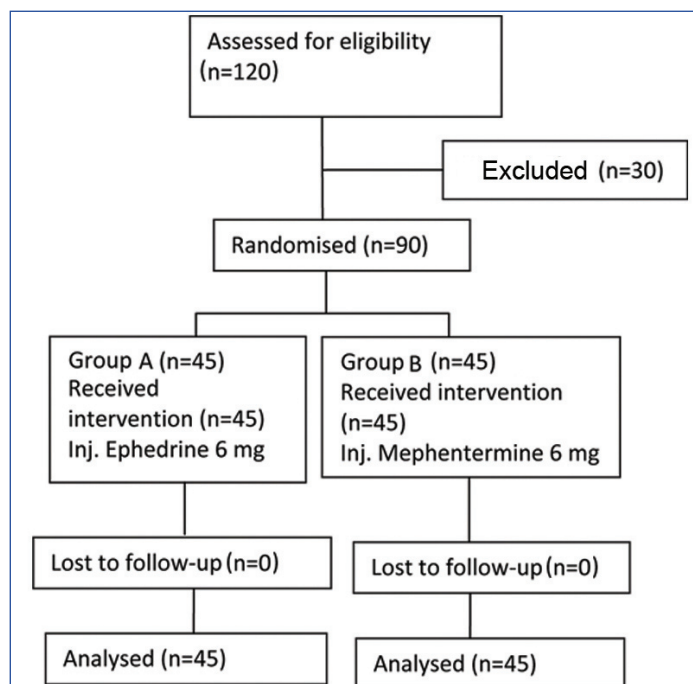 Assessed for eligibility
(n=120)
Excluded (n=30)
Randomised (n=90)
Group A (n=45)
Received
intervention (n=45)
Inj. Ephedrine 6 mg
Group B (n=45)
Received intervention
(n=45)
Inj. Mephentermine 6 mg
Lost to follow-up (n=0)
Lost to follow-up (n=0)
Analysed (n=45)
Analysed (n=45)